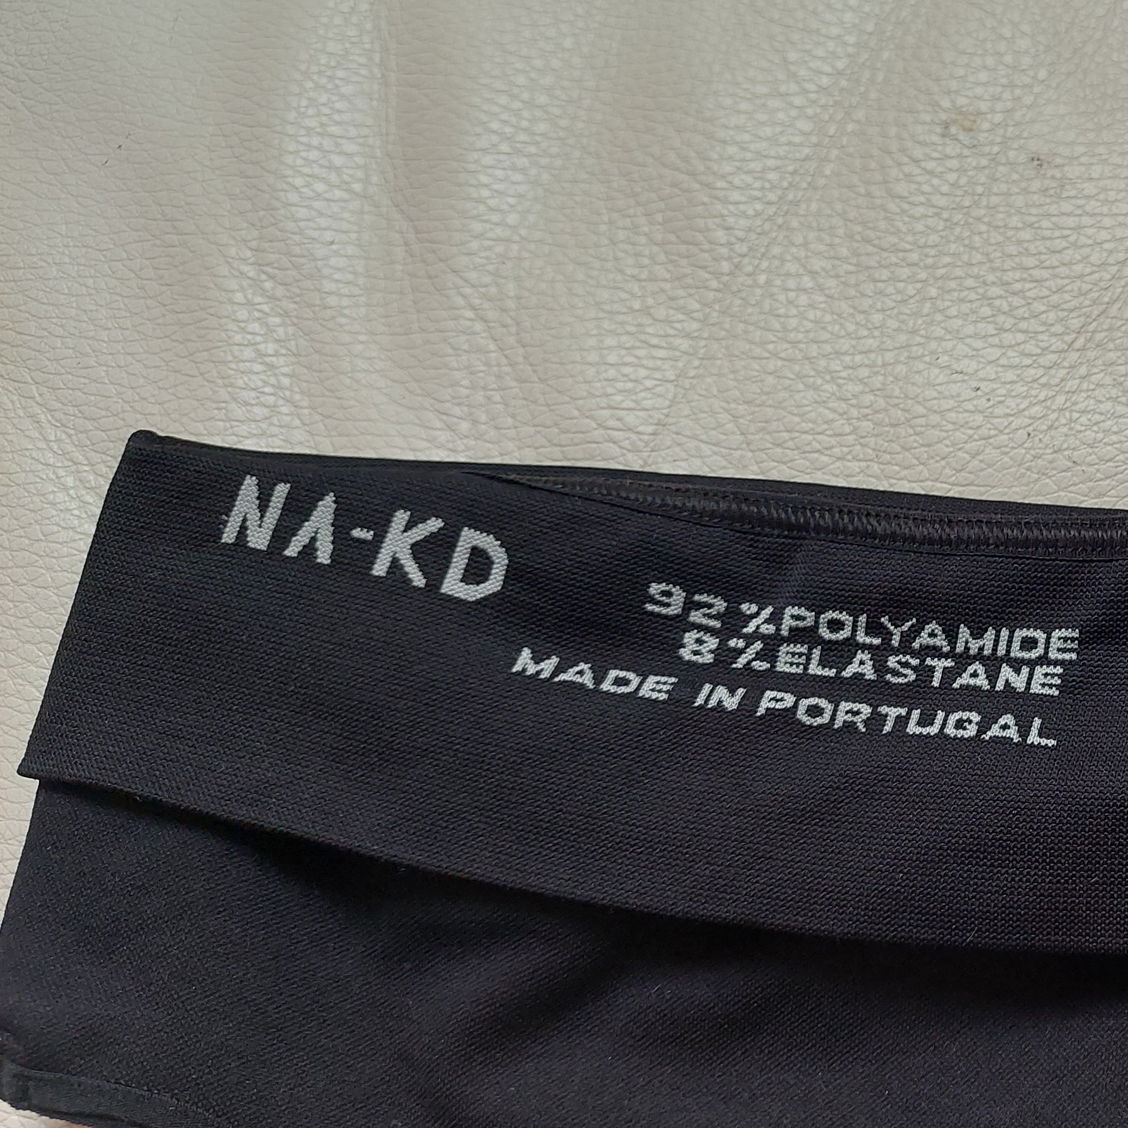 NA-KD
92%POLYAMIDE
8%ELASTANE
MADE IN PORTUGAL